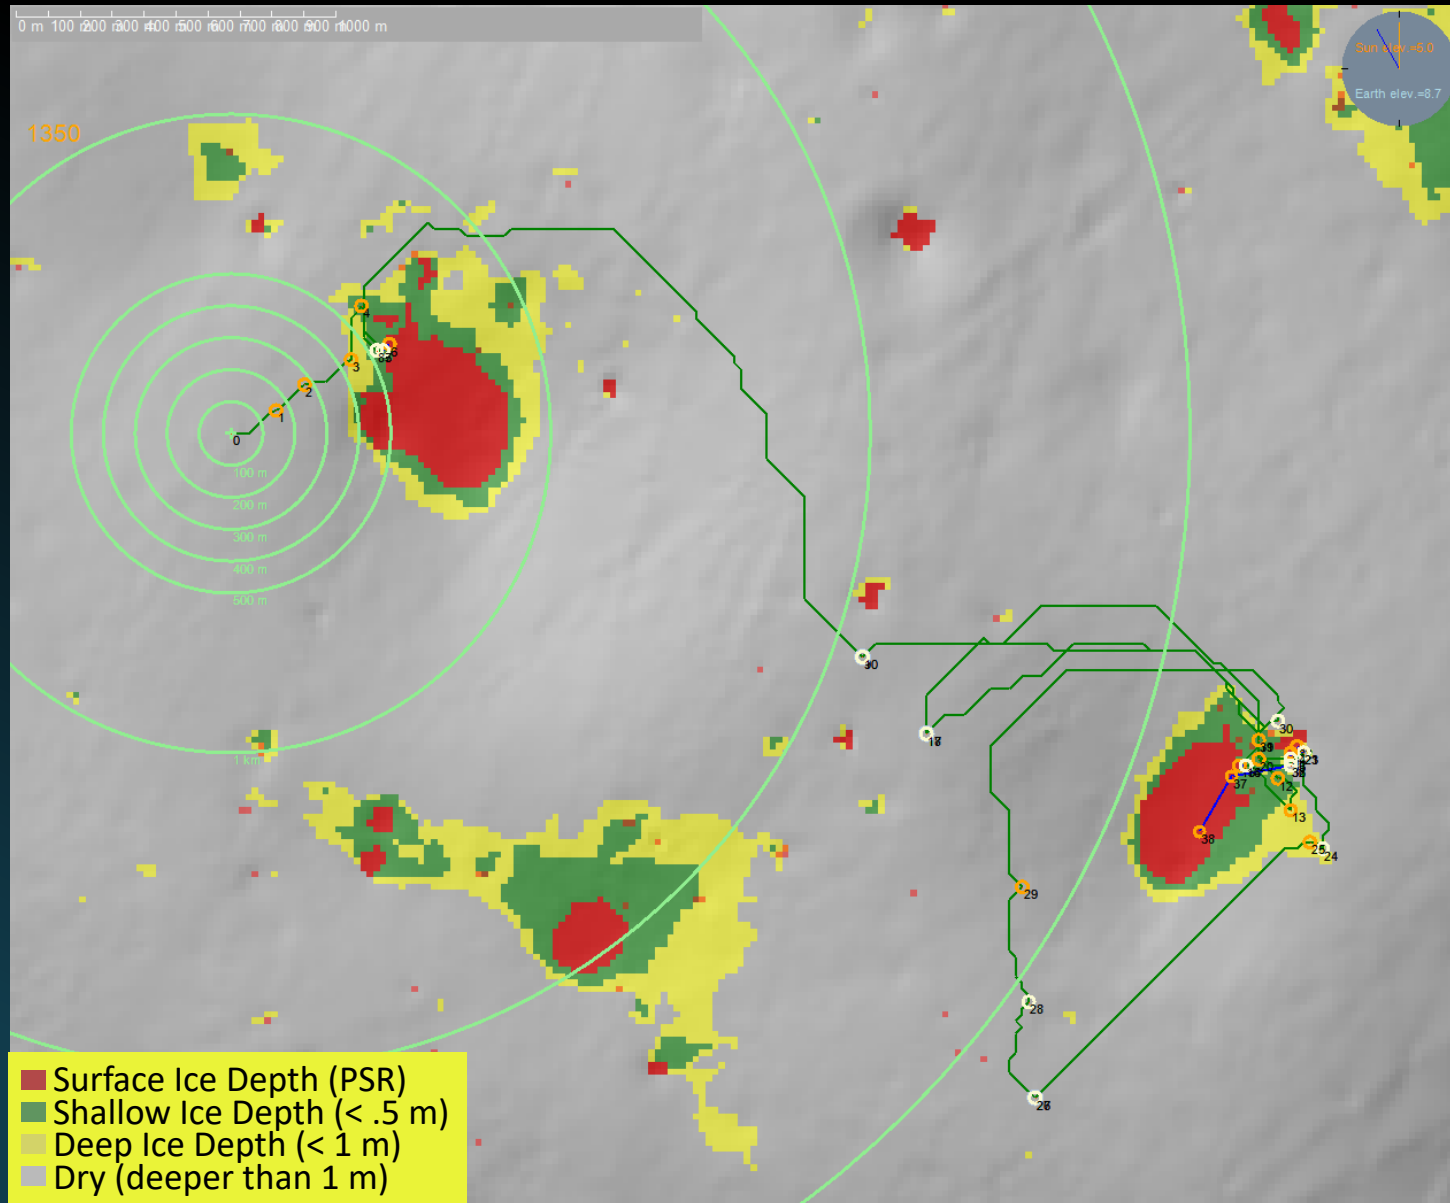 0 m 100 m 200 m 300 m 400 m 500 m 600 m 700 m 800 m 900 m 1000 m
Sun elev.=6.0
Earth elev.=8.7
1350
4
3
2
1
0
100 m
200 m
300 m
400 m
500 m
1 km
30
20
37
12
13
38
25
24
29
28
Surface Ice Depth (PSR)
Shallow Ice Depth (< .5 m)
Deep Ice Depth (< 1 m)
Dry (deeper than 1 m)